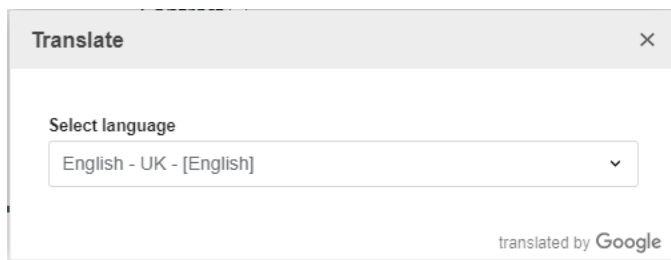 Translate
Select language
English - UK - [English]
translated by Google